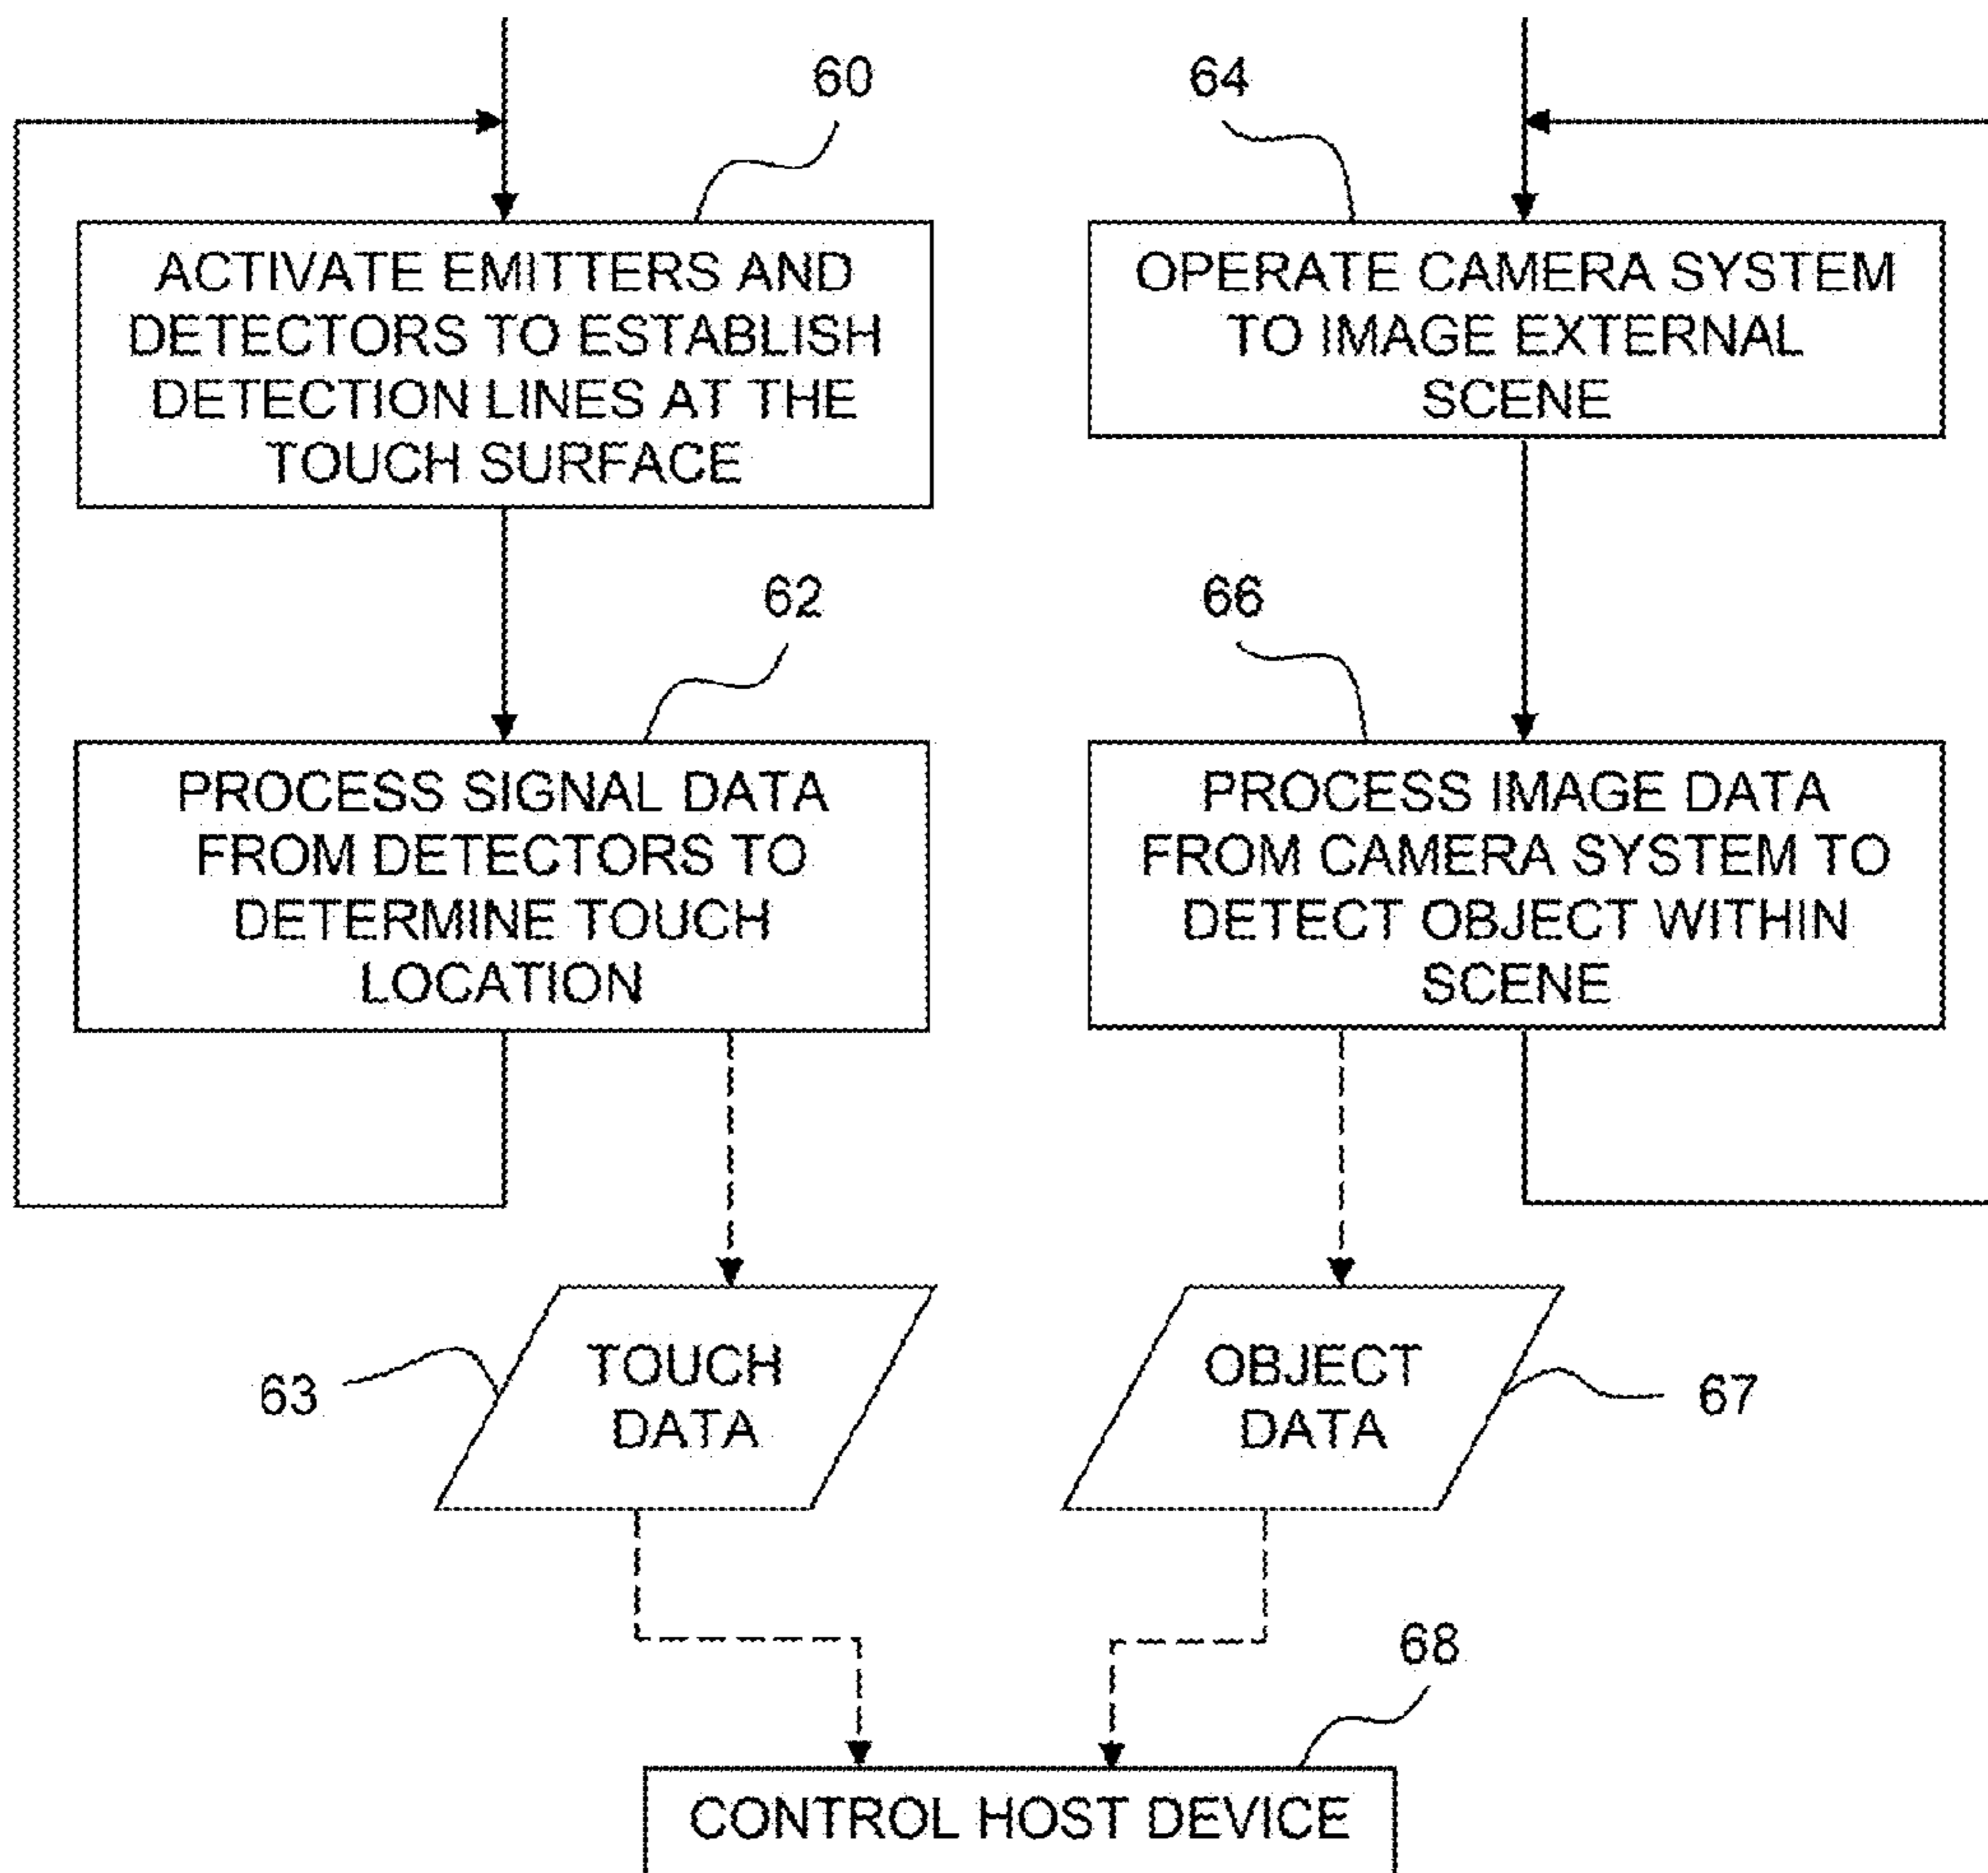 60
ACTIVATE EMITTERS AND
DETECTORS TO ESTABLISH
DETECTION LINES AT THE
TOUCH SURFACE
62
PROCESS SIGNAL DATA
FROM DETECTORS TO
DETERMINE TOUCH
LOCATION
63
TOUCH
DATA
64
OPERATE CAMERA SYSTEM
TO IMAGE EXTERNAL
SCENE
66
PROCESS IMAGE DATA
FROM CAMERA SYSTEM TO
DETECT OBJECT WITHIN
SCENE
OBJECT
DATA
67
68
CONTROL HOST DEVICE